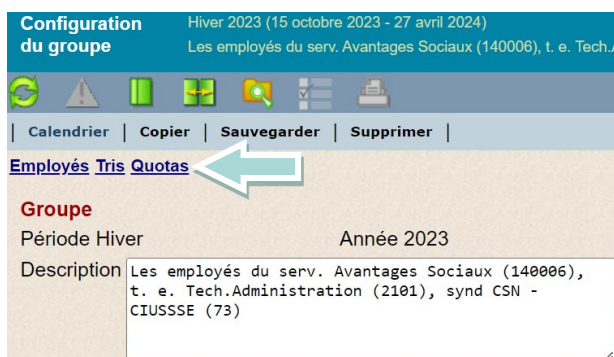 Configuration
du groupe
Hiver 2023 (15 octobre 2023 - 27 avril 2024)
Les employés du serv. Avantages Sociaux (140006), t. e. Tech.
| Calendrier | Copier | Sauvegarder | Supprimer |
Employés Tris Quotas
Groupe
Période Hiver Année 2023
Description Les employés du serv. Avantages Sociaux (140006),
t. e. Tech.Administration (2101), synd CSN -
CIUSSSE (73)